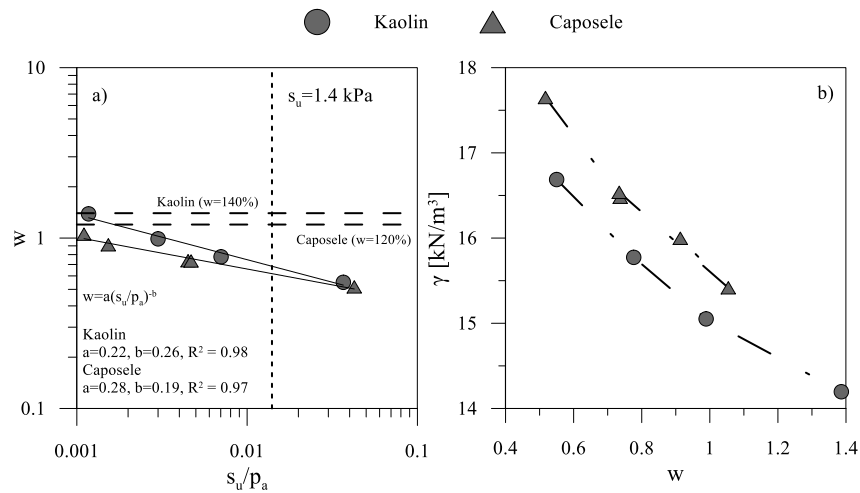 Kaolin Caposele
a)
s_u=1.4 kPa
10
1
0.1
w
Kaolin (w=140%)
Caposele (w=120%)
w=a(s_u/p_a)^-b
Kaolin
a=0.22, b=0.26, R² = 0.98
Caposele
a=0.28, b=0.19, R² = 0.97
0.001 0.01 0.1
s_u/p_a
b)
18
17
16
15
14
γ [kN/m³]
0.4 0.6 0.8 1 1.2 1.4
w